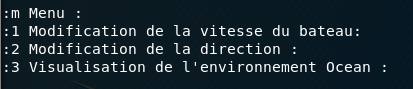 :m Menu :
:1 Modification de la vitesse du bateau:
:2 Modification de la direction :
:3 Visualisation de l'environnement Ocean :